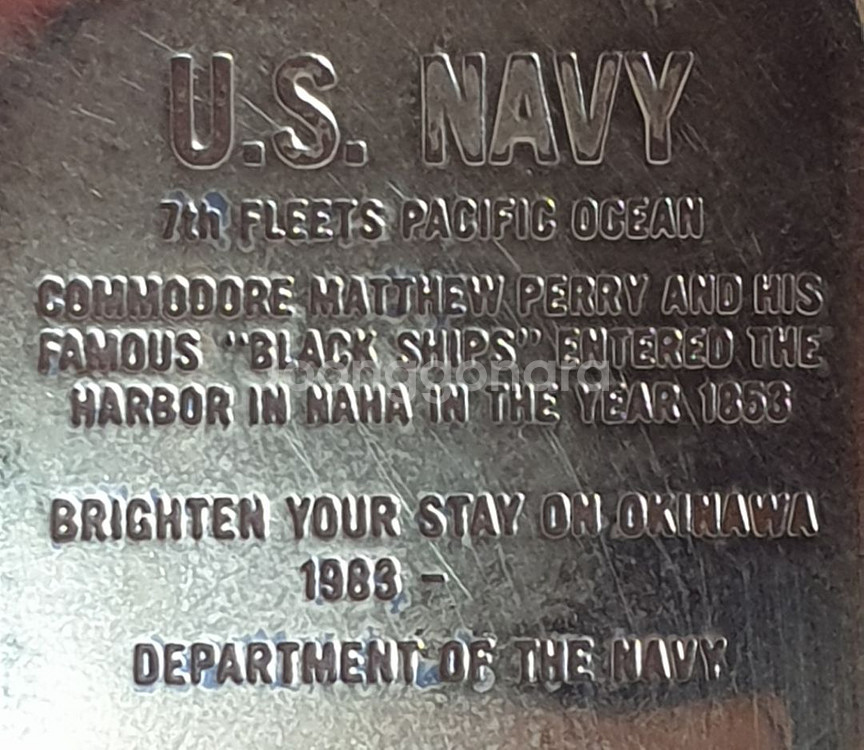 U.S. NAVY
7th FLEETS PACIFIC OCEAN
COMMODORE MATTHEW PERRY AND HIS
FAMOUS "BLACK SHIPS" ENTERED THE
HARBOR IN NAHA IN THE YEAR 1853
BRIGHTEN YOUR STAY ON OKINAWA
1983 -
DEPARTMENT OF THE NAVY